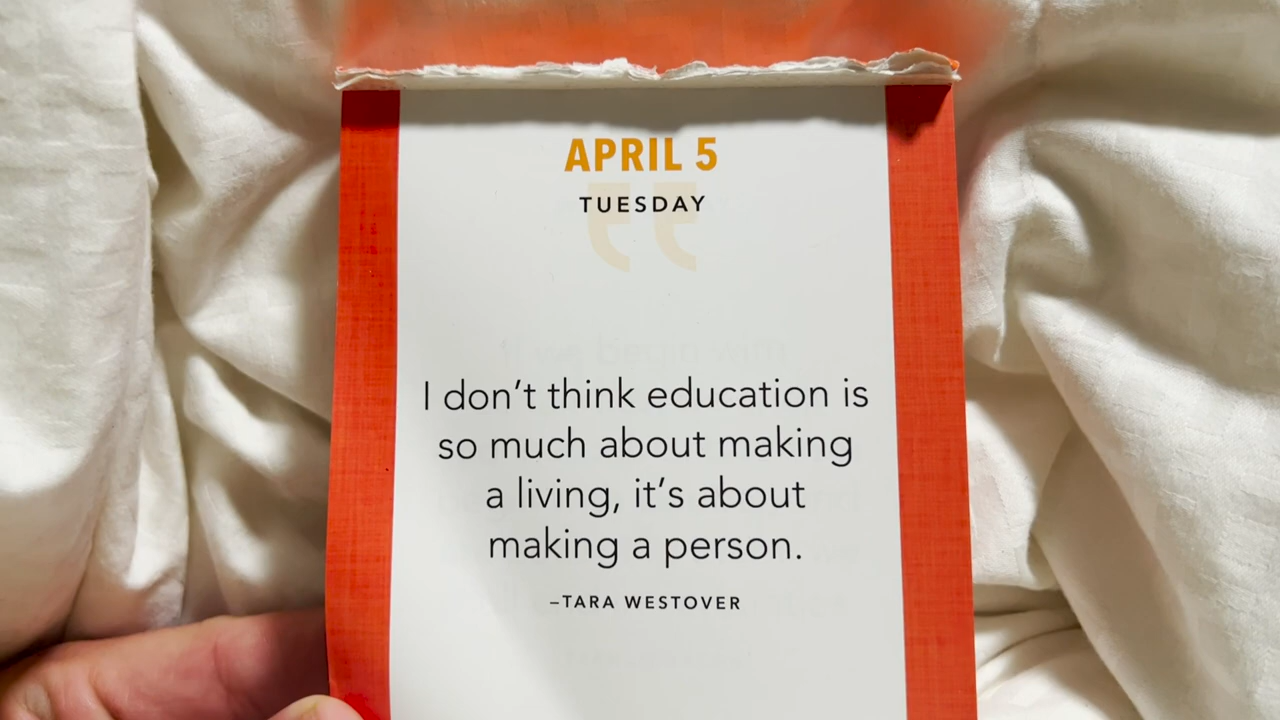 APRIL 5
TUESDAY
I don’t think education is
so much about making
a living, it’s about
making a person.
–TARA WESTOVER